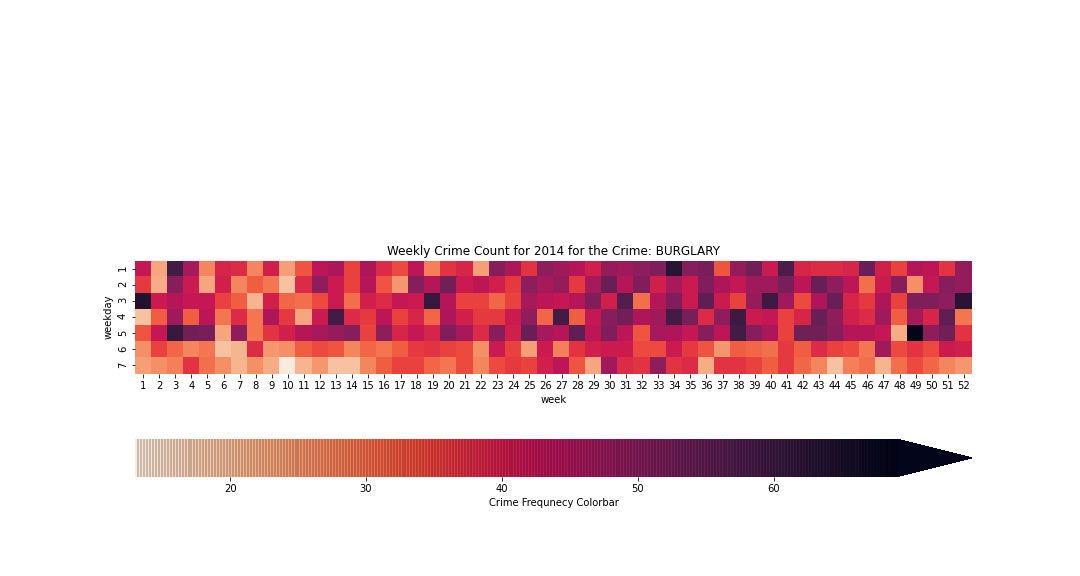 Weekly Crime Count for 2014 for the Crime: BURGLARY
weekday
1
2
3
4
5
6
7
1 2 3 4 5 6 7 8 9 10 11 12 13 14 15 16 17 18 19 20 21 22 23 24 25 26 27 28 29 30 31 32 33 34 35 36 37 38 39 40 41 42 43 44 45 46 47 48 49 50 51 52
week
20 30 40 50 60
Crime Frequnecy Colorbar